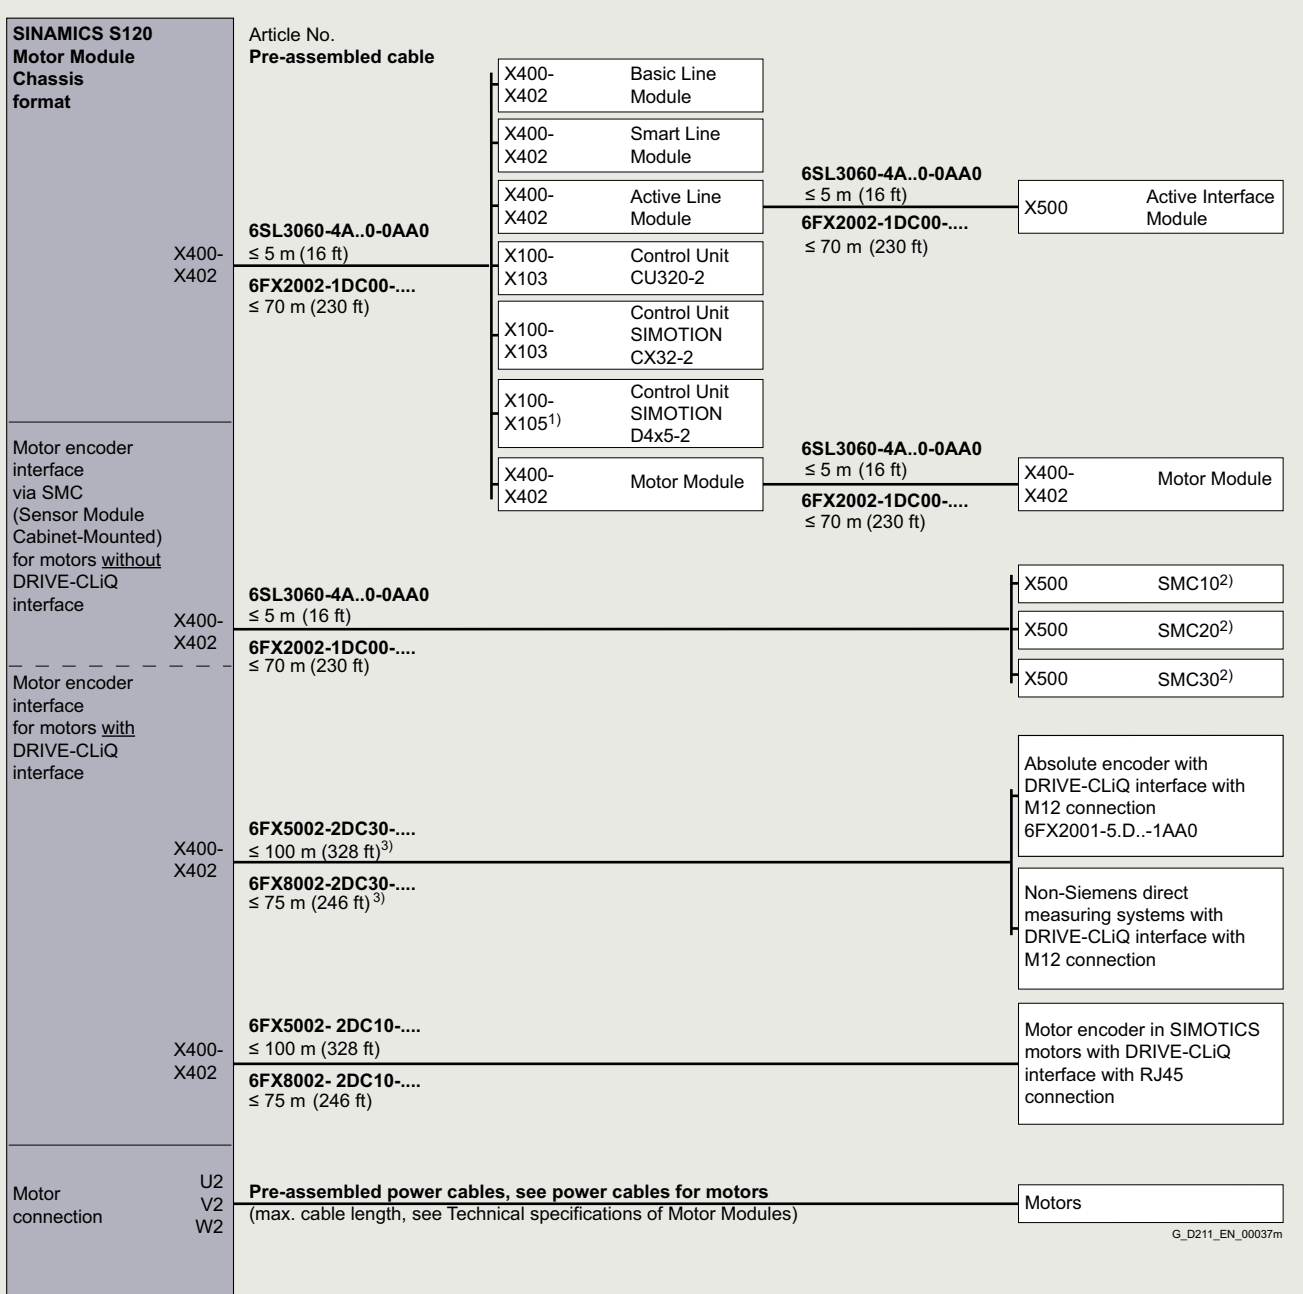 SINAMICS S120
Motor Module
Chassis
format
Article No.
Pre-assembled cable
X400-
X402
6SL3060-4A..0-0AA0
≤ 5 m (16 ft)
6FX2002-1DC00-....
≤ 70 m (230 ft)
X400-
X402
Basic Line
Module
X400-
X402
Smart Line
Module
X400-
X402
Active Line
Module
6SL3060-4A..0-0AA0
≤ 5 m (16 ft)
6FX2002-1DC00-....
≤ 70 m (230 ft)
X500
Active Interface
Module
X100-
X103
Control Unit
CU320-2
X100-
X103
Control Unit
SIMOTION
CX32-2
X100-
X105¹⁾
Control Unit
SIMOTION
D4x5-2
X400-
X402
Motor Module
6SL3060-4A..0-0AA0
≤ 5 m (16 ft)
6FX2002-1DC00-....
≤ 70 m (230 ft)
X400-
X402
Motor Module
Motor encoder
interface
via SMC
(Sensor Module
Cabinet-Mounted)
for motors without
DRIVE-CLiQ
interface
X400-
X402
6SL3060-4A..0-0AA0
≤ 5 m (16 ft)
6FX2002-1DC00-....
≤ 70 m (230 ft)
X500 SMC10²⁾
X500 SMC20²⁾
X500 SMC30²⁾
Motor encoder
interface
for motors with
DRIVE-CLiQ
interface
X400-
X402
6FX5002-2DC30-....
≤ 100 m (328 ft)³⁾
6FX8002-2DC30-....
≤ 75 m (246 ft)³⁾
Absolute encoder with
DRIVE-CLiQ interface with
M12 connection
6FX2001-5.D..-1AA0
Non-Siemens direct
measuring systems with
DRIVE-CLiQ interface with
M12 connection
X400-
X402
6FX5002- 2DC10-....
≤ 100 m (328 ft)
6FX8002- 2DC10-....
≤ 75 m (246 ft)
Motor encoder in SIMOTICS
motors with DRIVE-CLiQ
interface with RJ45
connection
Motor
connection
U2
V2
W2
Pre-assembled power cables, see power cables for motors
(max. cable length, see Technical specifications of Motor Modules)
Motors
G_D211_EN_00037m